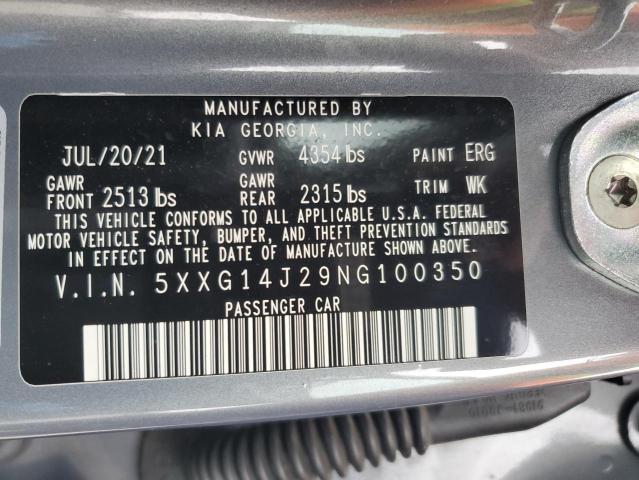 MANUFACTURED BY
KIA GEORGIA, INC.
JUL/20/21 GVWR 4354 lbs PAINT ERG
GAWR FRONT 2513 lbs GAWR REAR 2315 lbs TRIM WK
THIS VEHICLE CONFORMS TO ALL APPLICABLE U.S.A. FEDERAL
MOTOR VEHICLE SAFETY, BUMPER, AND THEFT PREVENTION STANDARDS
IN EFFECT ON THE DATE OF MANUFACTURE SHOWN ABOVE.
V.I.N. 5XXG14J29NG100350
PASSENGER CAR